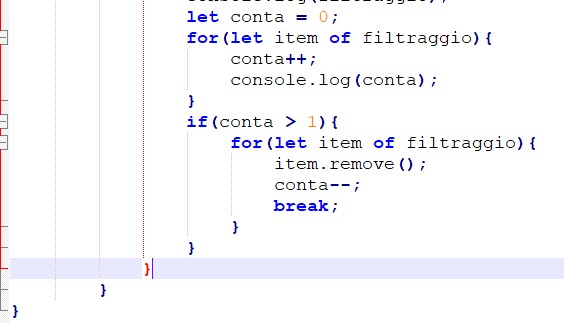 console.log(filtraggio);
let conta = 0;
for(let item of filtraggio){
conta++;
console.log(conta);
}
if(conta > 1){
for(let item of filtraggio){
item.remove();
conta--;
break;
}
}
}
}
}